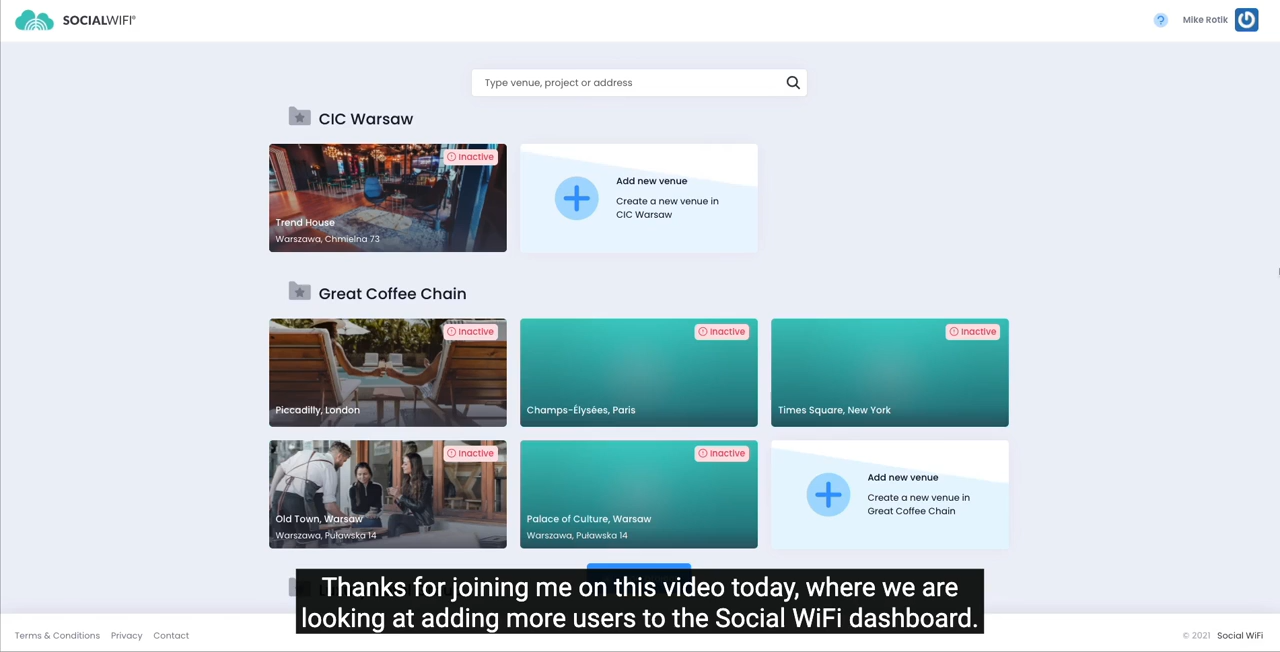 SOCIALWIFI®
? Mike Rotik
Type venue, project or address
CIC Warsaw
Inactive
Trend House
Warszawa, Chmielna 73
Add new venue
Create a new venue in
CIC Warsaw
Great Coffee Chain
Inactive
Piccadilly, London
Inactive
Champs-Élysées, Paris
Inactive
Times Square, New York
Inactive
Old Town, Warsaw
Warszawa, Puławska 14
Inactive
Palace of Culture, Warsaw
Warszawa, Puławska 14
Add new venue
Create a new venue in
Great Coffee Chain
Thanks for joining me on this video today, where we are
looking at adding more users to the Social WiFi dashboard.
Terms & Conditions Privacy Contact
© 2021 Social WiFi